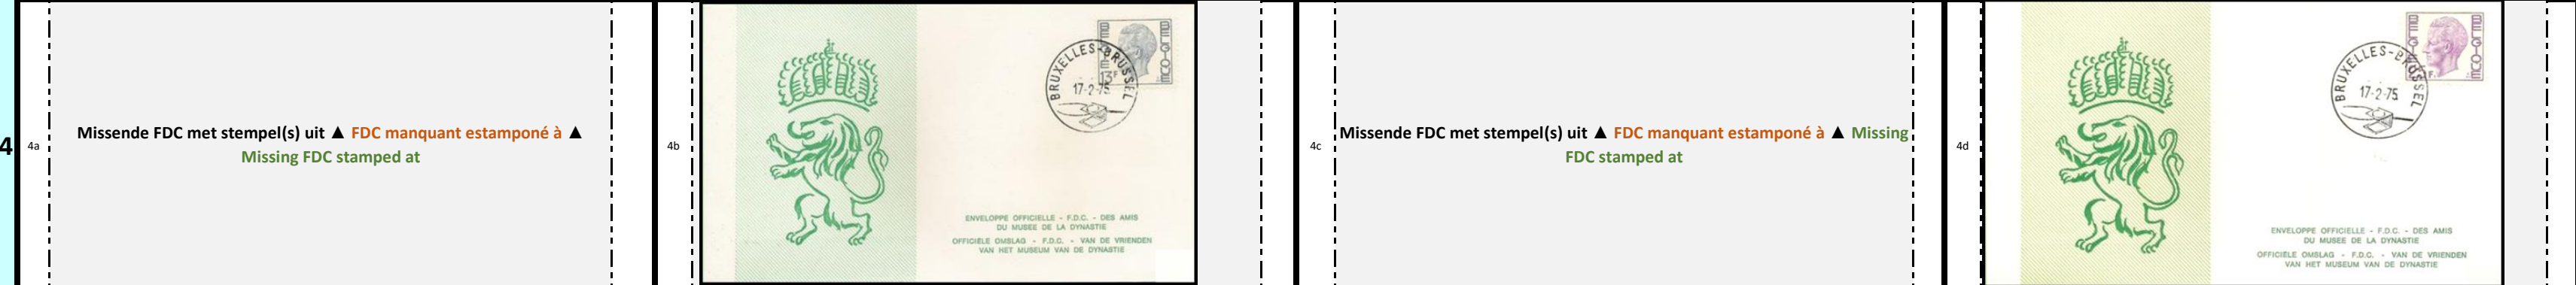 4
4a
Missende FDC met stempel(s) uit ▲ FDC manquant estamponé à ▲
Missing FDC stamped at
4b
BELGIE BELGIQUE
13F
BRUXELLES-BRUSSEL
17-2-75
ENVELOPPE OFFICIELLE - F.D.C. - DES AMIS
DU MUSEE DE LA DYNASTIE
OFFICIËLE OMSLAG - F.D.C. - VAN DE VRIENDEN
VAN HET MUSEUM VAN DE DYNASTIE
4c
Missende FDC met stempel(s) uit ▲ FDC manquant estamponé à ▲ Missing
FDC stamped at
4d
BELGIE BELGIQUE
BRUXELLES-BRUSSEL
17-2-75
ENVELOPPE OFFICIELLE - F.D.C. - DES AMIS
DU MUSEE DE LA DYNASTIE
OFFICIËLE OMSLAG - F.D.C. - VAN DE VRIENDEN
VAN HET MUSEUM VAN DE DYNASTIE